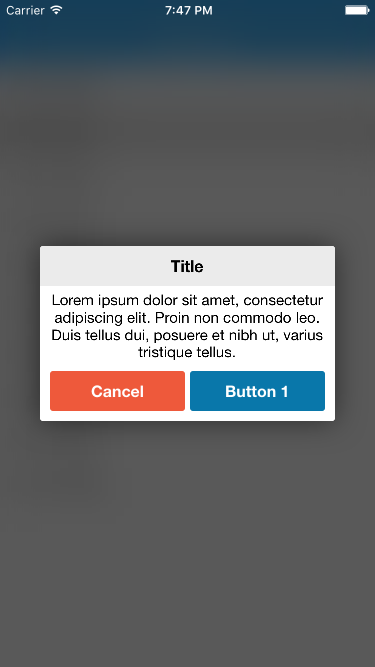 Carrier 7:47 PM
Title
Lorem ipsum dolor sit amet, consectetur
adipiscing elit. Proin non commodo leo.
Duis tellus dui, posuere et nibh ut, varius
tristique tellus.
Cancel Button 1